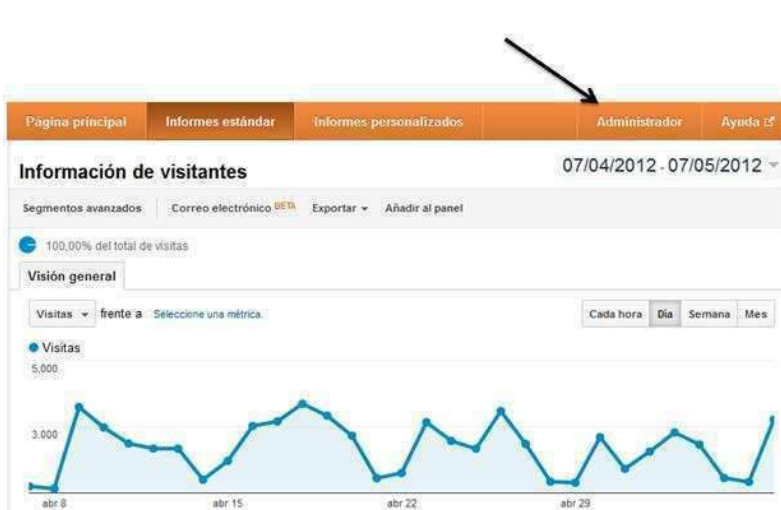 Página principal Informes estándar Informes personalizados Administrador Ayuda
Información de visitantes 07/04/2012 - 07/05/2012
Segmentos avanzados Correo electrónico BETA Exportar Añadir al panel
100,00% del total de visitas
Visión general
Visitas frente a Seleccione una métrica. Cada hora Día Semana Mes
Visitas
5,000
3,000
abr 8 abr 15 abr 22 abr 29